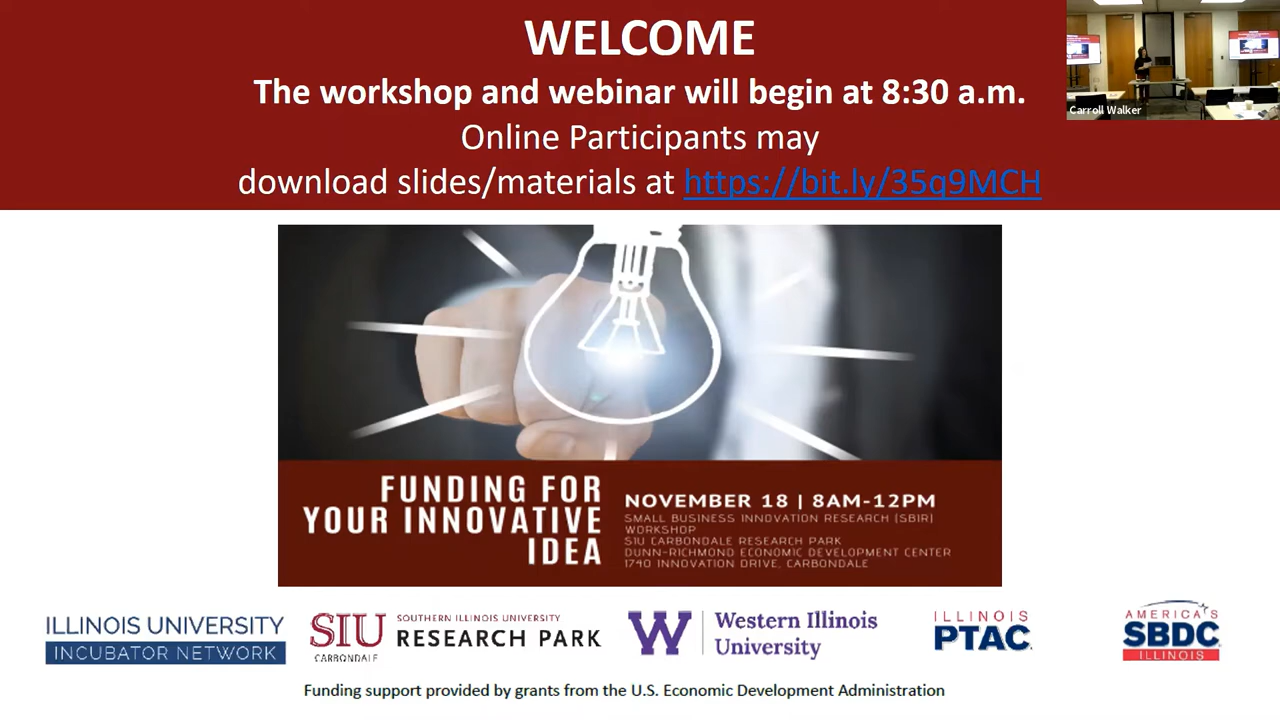 WELCOME
The workshop and webinar will begin at 8:30 a.m.
Online Participants may
download slides/materials at https://bit.ly/35q9MCH
Carroll Walker
FUNDING FOR
YOUR INNOVATIVE
IDEA
NOVEMBER 18 | 8AM-12PM
SMALL BUSINESS INNOVATION RESEARCH (SBIR)
WORKSHOP
SIU CARBONDALE RESEARCH PARK
DUNN-RICHMOND ECONOMIC DEVELOPMENT CENTER
1740 INNOVATION DRIVE, CARBONDALE
ILLINOIS UNIVERSITY
INCUBATOR NETWORK
SIU
CARBONDALE
SOUTHERN ILLINOIS UNIVERSITY
RESEARCH PARK
W
Western Illinois
University
ILLINOIS
PTAC
AMERICA'S
SBDC
ILLINOIS
Funding support provided by grants from the U.S. Economic Development Administration